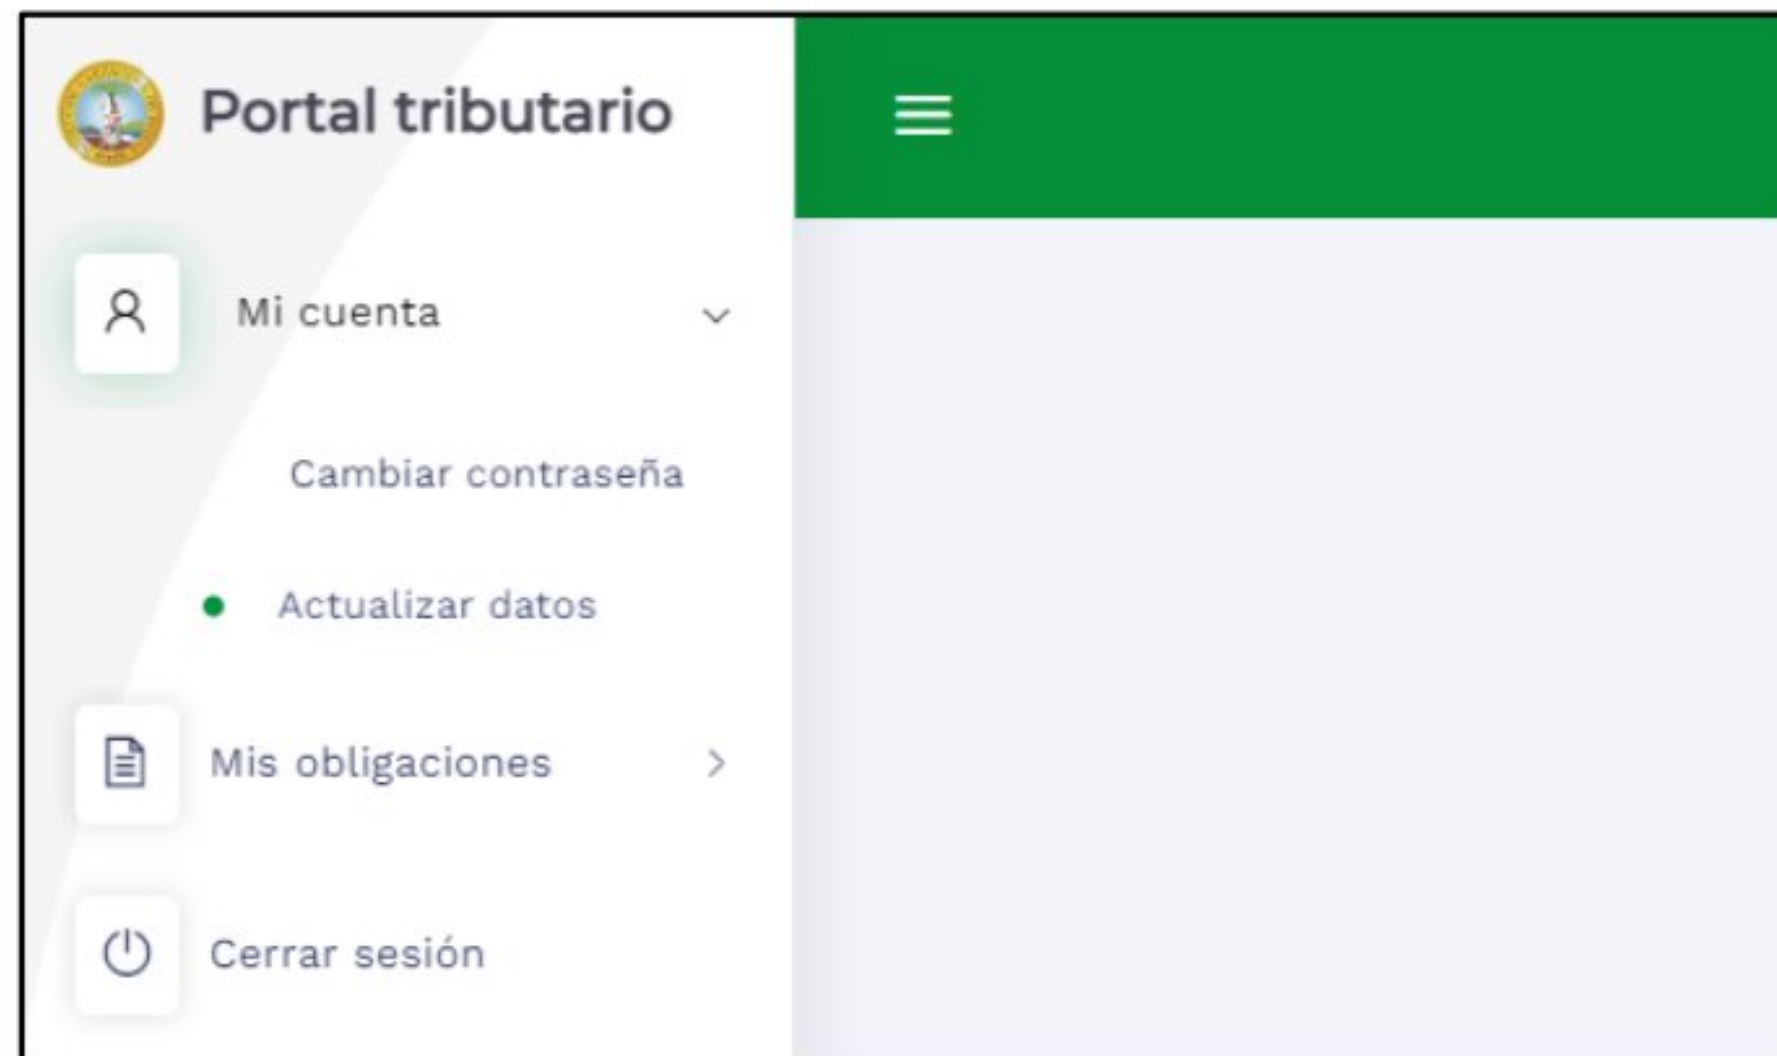 Portal tributario
Mi cuenta
Cambiar contraseña
Actualizar datos
Mis obligaciones
Cerrar sesión